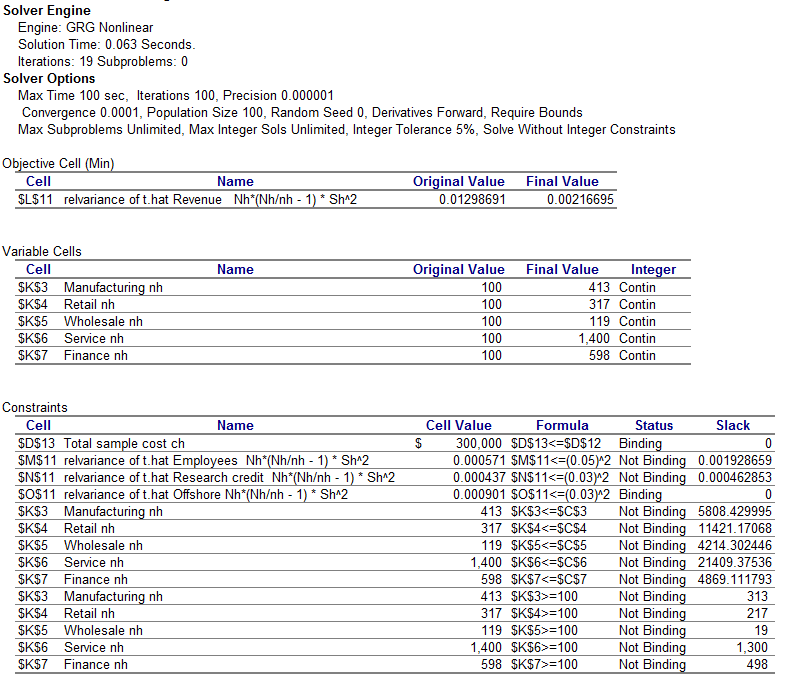 Solver Engine
Engine: GRG Nonlinear
Solution Time: 0.063 Seconds.
Iterations: 19 Subproblems: 0
Solver Options
Max Time 100 sec, Iterations 100, Precision 0.000001
Convergence 0.0001, Population Size 100, Random Seed 0, Derivatives Forward, Require Bounds
Max Subproblems Unlimited, Max Integer Sols Unlimited, Integer Tolerance 5%, Solve Without Integer Constraints
Objective Cell (Min)
Cell Name Original Value Final Value
$L$11 relvariance of t.hat Revenue Nh*(Nh/nh - 1) * Sh^2 0.01298691 0.00216695
Variable Cells
Cell Name Original Value Final Value Integer
$K$3 Manufacturing nh 100 413 Contin
$K$4 Retail nh 100 317 Contin
$K$5 Wholesale nh 100 119 Contin
$K$6 Service nh 100 1,400 Contin
$K$7 Finance nh 100 598 Contin
Constraints
Cell Name Cell Value Formula Status Slack
$D$13 Total sample cost ch $ 300,000 $D$13<=$D$12 Binding 0
$M$11 relvariance of t.hat Employees Nh*(Nh/nh - 1) * Sh^2 0.000571 $M$11<=(0.05)^2 Not Binding 0.001928659
$N$11 relvariance of t.hat Research credit Nh*(Nh/nh - 1) * Sh^2 0.000437 $N$11<=(0.03)^2 Not Binding 0.000462853
$O$11 relvariance of t.hat Offshore Nh*(Nh/nh - 1) * Sh^2 0.000901 $O$11<=(0.03)^2 Binding 0
$K$3 Manufacturing nh 413 $K$3<=$C$3 Not Binding 5808.429995
$K$4 Retail nh 317 $K$4<=$C$4 Not Binding 11421.17068
$K$5 Wholesale nh 119 $K$5<=$C$5 Not Binding 4214.302446
$K$6 Service nh 1,400 $K$6<=$C$6 Not Binding 21409.37536
$K$7 Finance nh 598 $K$7<=$C$7 Not Binding 4869.111793
$K$3 Manufacturing nh 413 $K$3>=100 Not Binding 313
$K$4 Retail nh 317 $K$4>=100 Not Binding 217
$K$5 Wholesale nh 119 $K$5>=100 Not Binding 19
$K$6 Service nh 1,400 $K$6>=100 Not Binding 1,300
$K$7 Finance nh 598 $K$7>=100 Not Binding 498